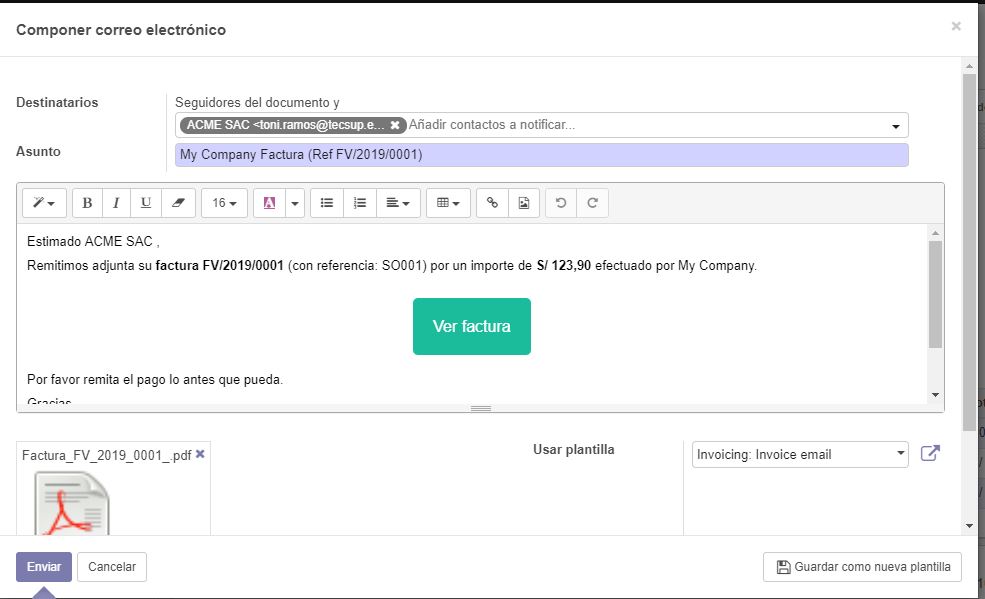 Componer correo electrónico
×
Destinatarios
Seguidores del documento y
ACME SAC <toni.ramos@tecsup.e... ✖ Añadir contactos a notificar...
Asunto
My Company Factura (Ref FV/2019/0001)
B I U 16 A
Estimado ACME SAC ,
Remitimos adjunta su factura FV/2019/0001 (con referencia: SO001) por un importe de S/ 123,90 efectuado por My Company.
Ver factura
Por favor remita el pago lo antes que pueda.
Gracias
Factura_FV_2019_0001_.pdf ✖
Usar plantilla
Invoicing: Invoice email
Enviar
Cancelar
Guardar como nueva plantilla